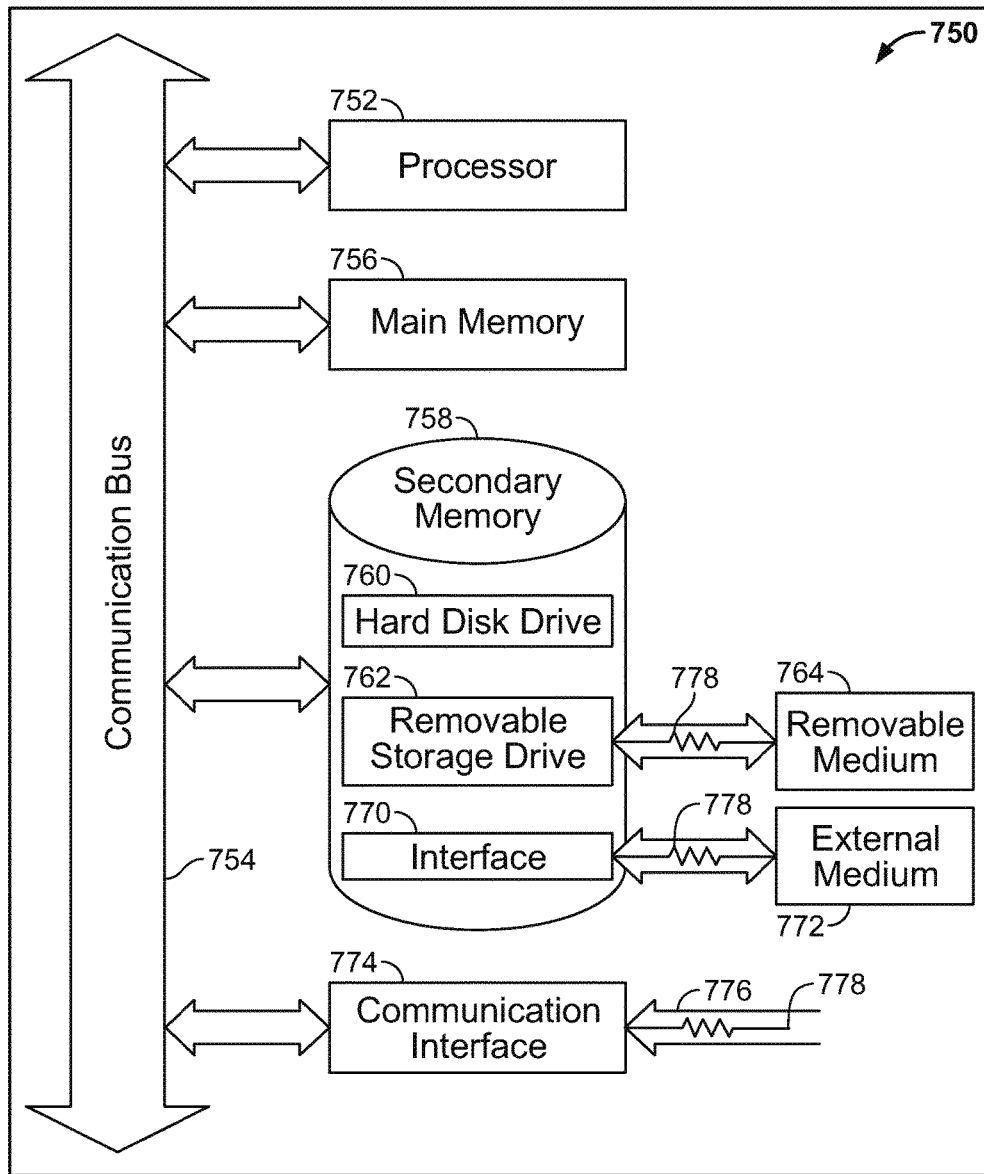 750
752
Processor
756
Main Memory
758
Secondary
Memory
760
Hard Disk Drive
762
Removable
Storage Drive
778
764
Removable
Medium
770
Interface
778
External
Medium
772
754
Communication Bus
774
Communication
Interface
776
778